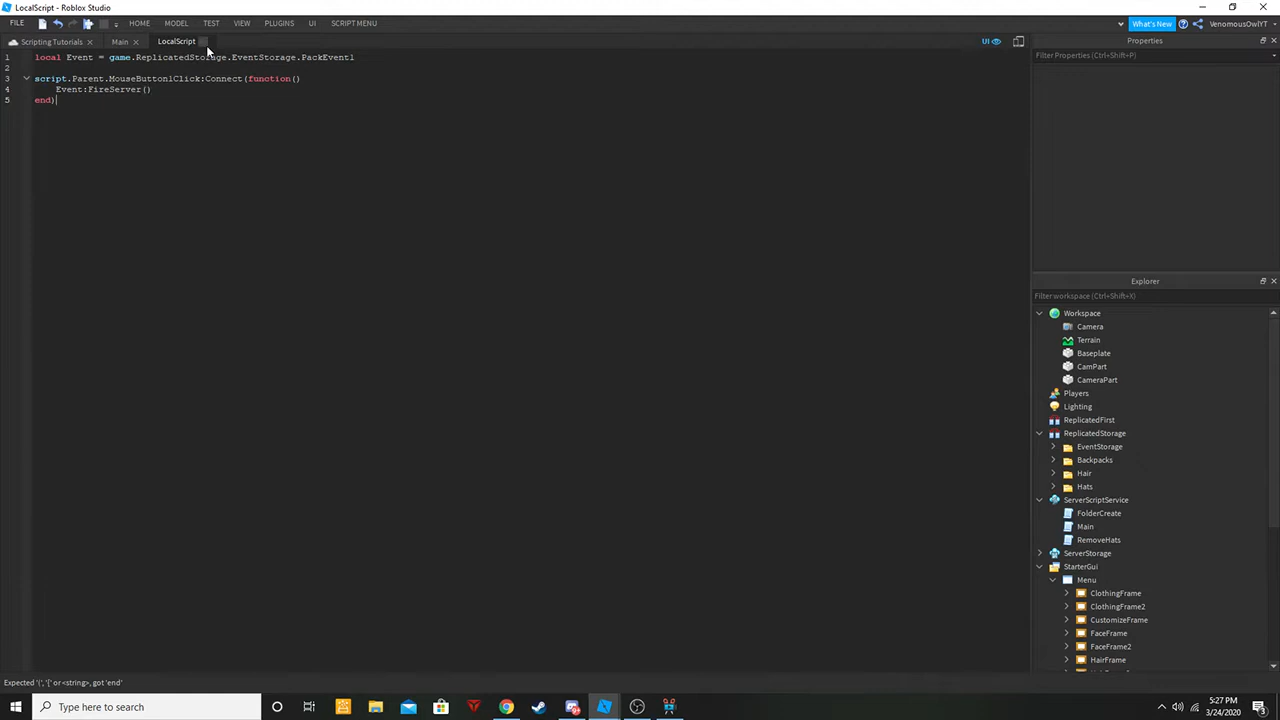 LocalScript - Roblox Studio
FILE HOME MODEL TEST VIEW PLUGINS UI SCRIPT MENU What's New VenomousOwlYT
Scripting Tutorials Main LocalScript UI Properties
1 local Event = game.ReplicatedStorage.EventStorage.PackEvent1
Filter Properties (Ctrl+Shift+P)
2
3 script.Parent.MouseButton1Click:Connect(function()
4 Event:FireServer()
5 end)
Explorer
Filter workspace (Ctrl+Shift+X)
Workspace
Camera
Terrain
Baseplate
CamPart
CameraPart
Players
Lighting
ReplicatedFirst
ReplicatedStorage
EventStorage
Backpacks
Hair
Hats
ServerScriptService
FolderCreate
Main
RemoveHats
ServerStorage
StarterGui
Menu
ClothingFrame
ClothingFrame2
CustomizeFrame
FaceFrame
FaceFrame2
HairFrame
Expected '(', '{' or <string>, got 'end'
Type here to search
5:27 PM
3/24/2020